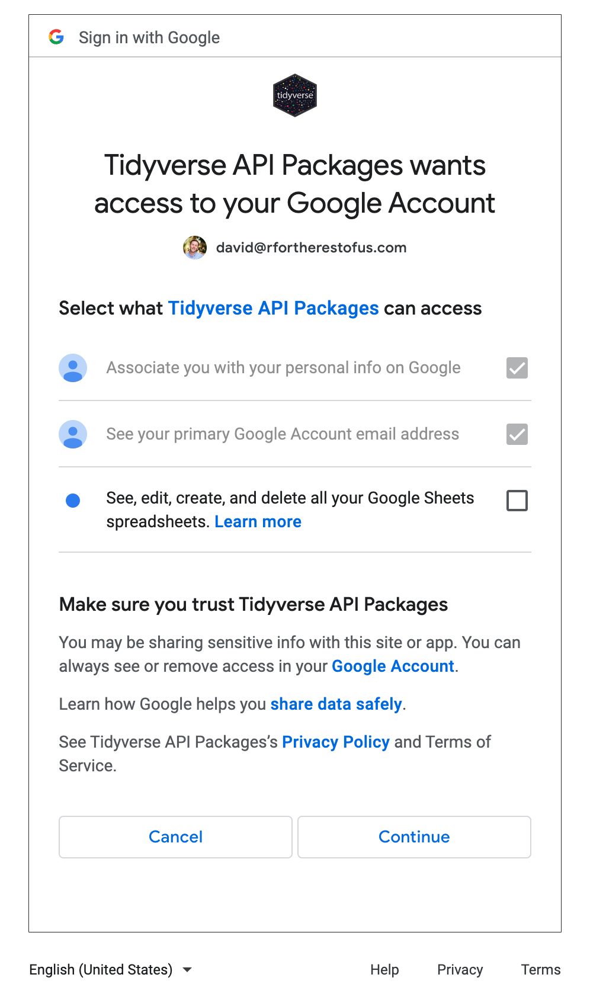 Sign in with Google
tidyverse
Tidyverse API Packages wants
access to your Google Account
david@rfortherestofus.com
Select what Tidyverse API Packages can access
Associate you with your personal info on Google
See your primary Google Account email address
See, edit, create, and delete all your Google Sheets
spreadsheets. Learn more
Make sure you trust Tidyverse API Packages
You may be sharing sensitive info with this site or app. You can
always see or remove access in your Google Account.
Learn how Google helps you share data safely.
See Tidyverse API Packages’s Privacy Policy and Terms of
Service.
Cancel Continue
English (United States) Help Privacy Terms